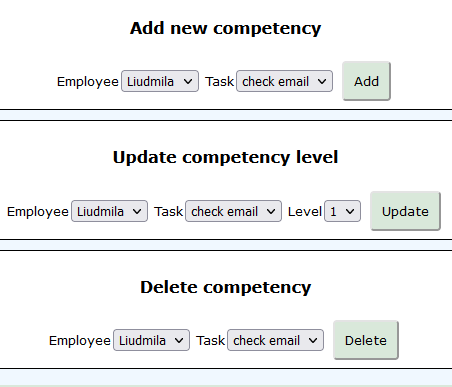 Add new competency
Employee Liudmila Task check email Add
Update competency level
Employee Liudmila Task check email Level 1 Update
Delete competency
Employee Liudmila Task check email Delete